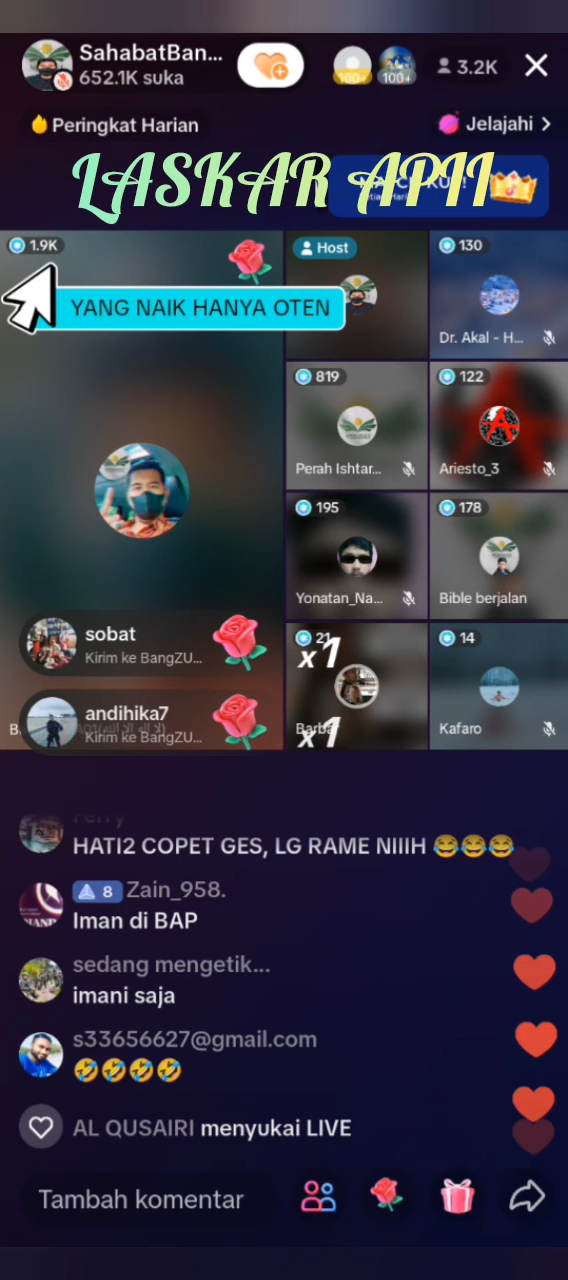 SahabatBan...
652.1K suka
100+
100+
3.2K
Peringkat Harian
Jelajahi
LASKAR APII
1.9K
Host
130
YANG NAIK HANYA OTEN
Dr. Akal - H...
819
122
Perah Ishtar...
Ariesto_3
195
178
Yonatan_Na...
Bible berjalan
21
14
x1
sobat
Kirim ke BangZU...
andihika7
Kirim ke BangZU...
Kafaro
x1
Ferry
HATI2 COPET GES, LG RAME NIIIH 😂😂😂
8 Zain_958.
Iman di BAP
sedang mengetik...
imani saja
s33656627@gmail.com
🤣🤣🤣🤣
AL QUSAIRI menyukai LIVE
Tambah komentar